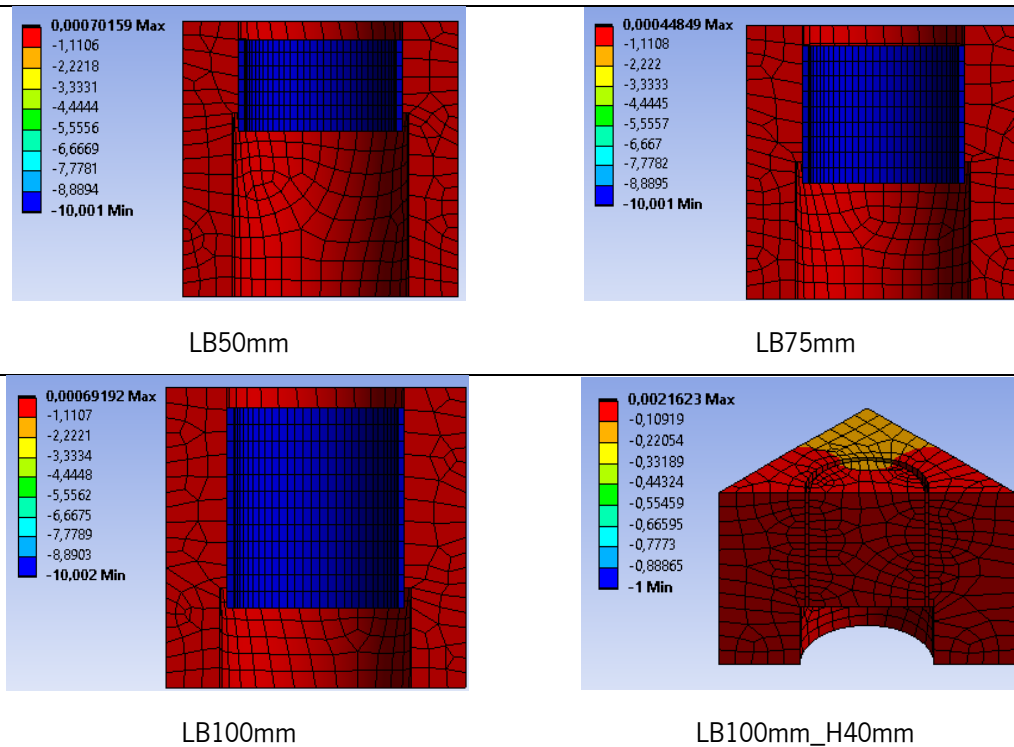 0,00070159 Max
-1,1106
-2,2218
-3,3331
-4,4444
-5,5556
-6,6669
-7,7781
-8,8894
-10,001 Min
LB50mm
0,00044849 Max
-1,1108
-2,222
-3,3333
-4,4445
-5,5557
-6,667
-7,7782
-8,8895
-10,001 Min
LB75mm
0,00069192 Max
-1,1107
-2,2221
-3,3334
-4,4448
-5,5562
-6,6675
-7,7789
-8,8903
-10,002 Min
LB100mm
0,0021623 Max
-0,10919
-0,22054
-0,33189
-0,44324
-0,55459
-0,66595
-0,7773
-0,88865
-1 Min
LB100mm_H40mm